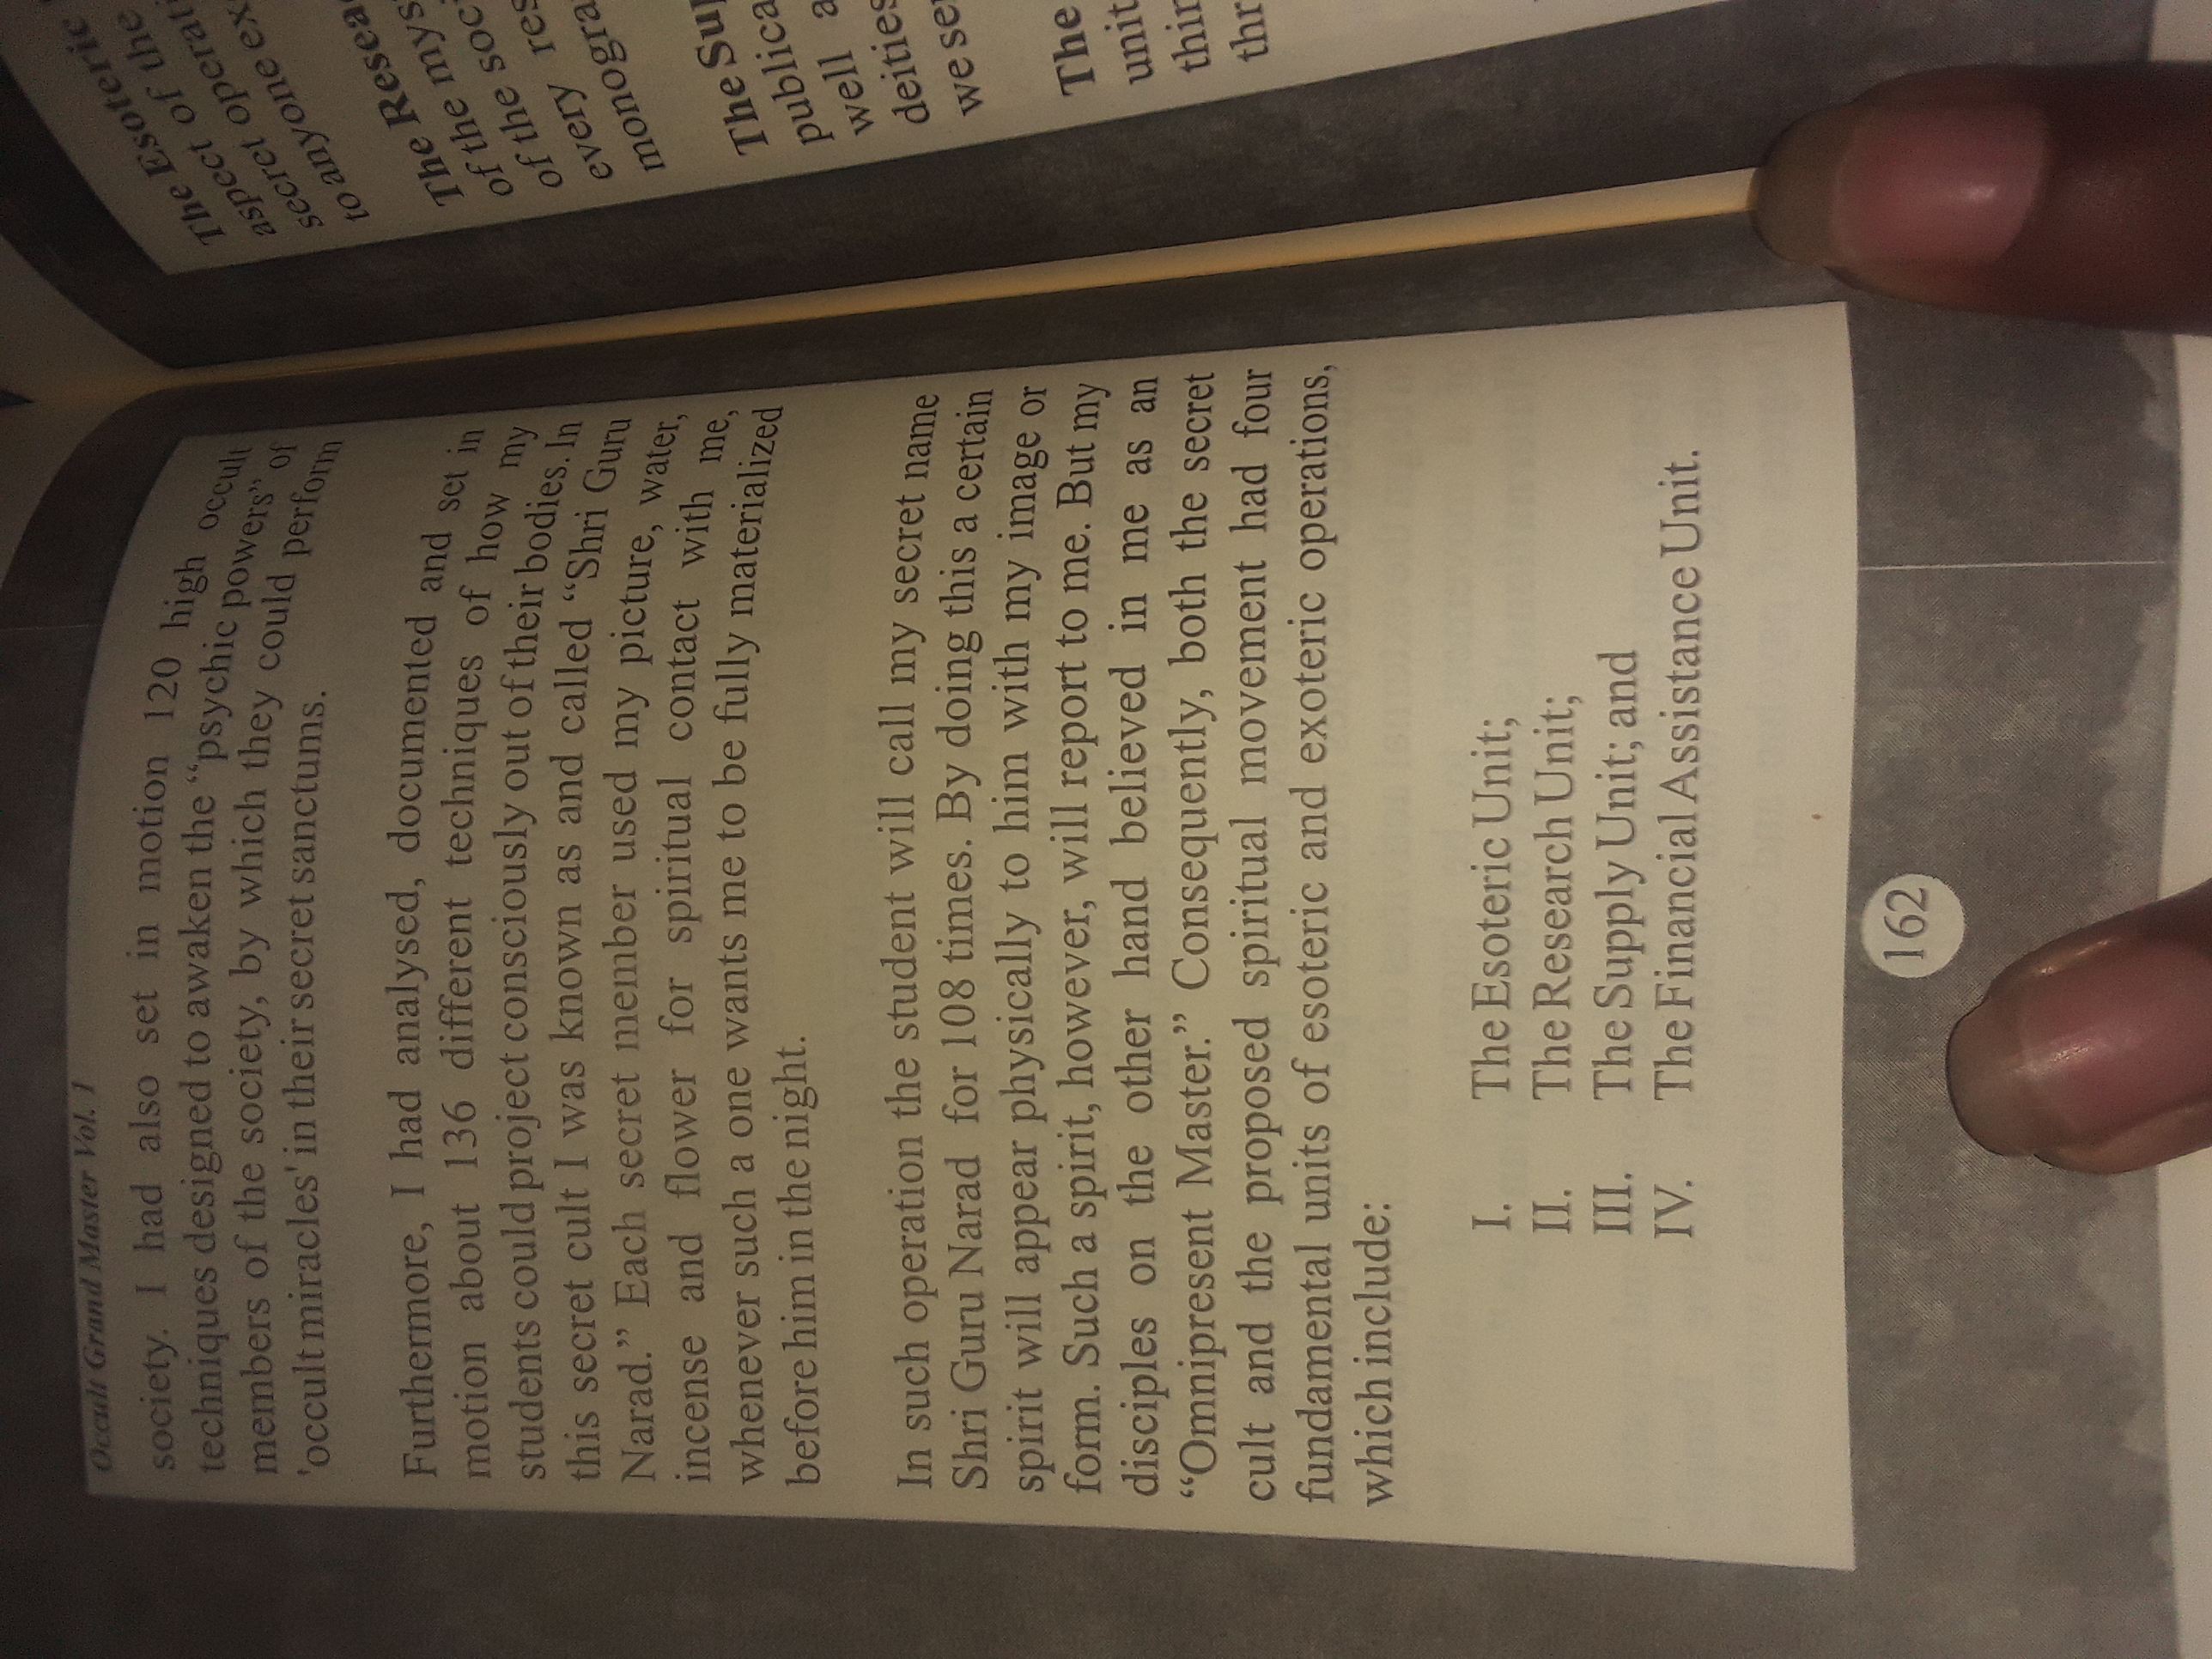 Occult Grand Master Vol. 1
society. I had also set in motion 120 high occult
techniques designed to awaken the “psychic powers” of
members of the society, by which they could perform
'occult miracles' in their secret sanctums.
Furthermore, I had analysed, documented and set in
motion about 136 different techniques of how my
students could project consciously out of their bodies. In
this secret cult I was known as and called “Shri Guru
Narad.” Each secret member used my picture, water,
incense and flower for spiritual contact with me,
whenever such a one wants me to be fully materialized
before him in the night.
In such operation the student will call my secret name
Shri Guru Narad for 108 times. By doing this a certain
spirit will appear physically to him with my image or
form. Such a spirit, however, will report to me. But my
disciples on the other hand believed in me as an
“Omnipresent Master.” Consequently, both the secret
cult and the proposed spiritual movement had four
fundamental units of esoteric and exoteric operations,
which include:
I. The Esoteric Unit;
II. The Research Unit;
III. The Supply Unit; and
IV. The Financial Assistance Unit.
162
The Esoteric
aspect of the
aspect operati
secret one ex
to anyone
The Resea
The mys
of the soci
of the res
every
monogra
The Sup
publica
well a
deities
we se
The
unit
thir
thr